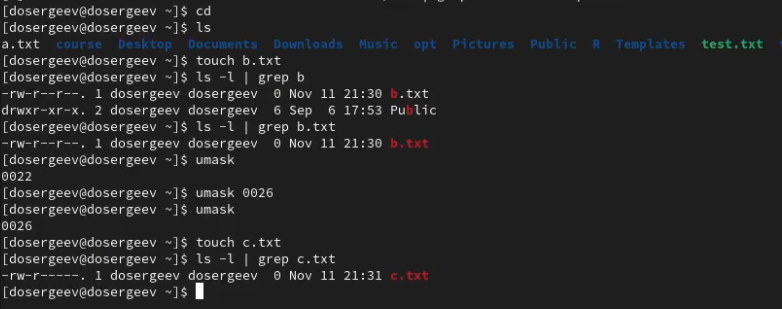 [dosergeev@dosergeev ~]$ cd
[dosergeev@dosergeev ~]$ ls
a.txt course Desktop Documents Downloads Music opt Pictures Public R Templates test.txt
[dosergeev@dosergeev ~]$ touch b.txt
[dosergeev@dosergeev ~]$ ls -l | grep b
-rw-r--r--. 1 dosergeev dosergeev 0 Nov 11 21:30 b.txt
drwxr-xr-x. 2 dosergeev dosergeev 6 Sep 6 17:53 Public
[dosergeev@dosergeev ~]$ ls -l | grep b.txt
-rw-r--r--. 1 dosergeev dosergeev 0 Nov 11 21:30 b.txt
[dosergeev@dosergeev ~]$ umask
0022
[dosergeev@dosergeev ~]$ umask 0026
[dosergeev@dosergeev ~]$ umask
0026
[dosergeev@dosergeev ~]$ touch c.txt
[dosergeev@dosergeev ~]$ ls -l | grep c.txt
-rw-r-----. 1 dosergeev dosergeev 0 Nov 11 21:31 c.txt
[dosergeev@dosergeev ~]$